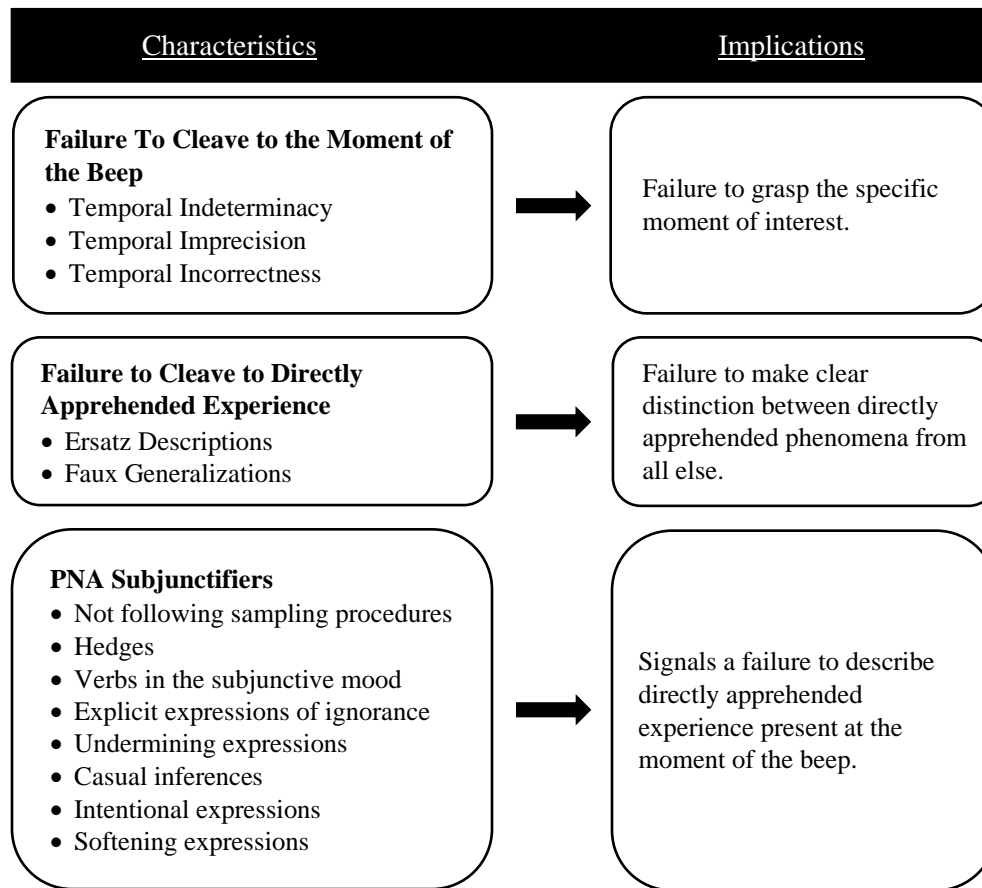 Characteristics
Implications
Failure To Cleave to the Moment of
the Beep
• Temporal Indeterminacy
• Temporal Imprecision
• Temporal Incorrectness
Failure to grasp the specific
moment of interest.
Failure to Cleave to Directly
Apprehended Experience
• Ersatz Descriptions
• Faux Generalizations
Failure to make clear
distinction between directly
apprehended phenomena from
all else.
PNA Subjunctifiers
• Not following sampling procedures
• Hedges
• Verbs in the subjunctive mood
• Explicit expressions of ignorance
• Undermining expressions
• Casual inferences
• Intentional expressions
• Softening expressions
Signals a failure to describe
directly apprehended
experience present at the
moment of the beep.